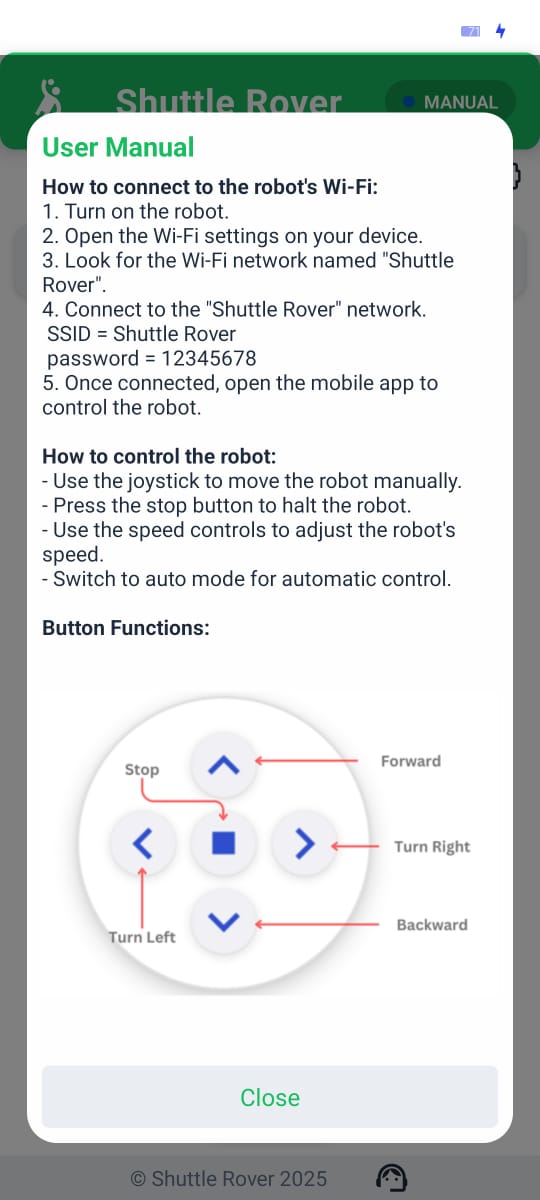 71
Shuttle Rover
MANUAL
User Manual
How to connect to the robot's Wi-Fi:
1. Turn on the robot.
2. Open the Wi-Fi settings on your device.
3. Look for the Wi-Fi network named "Shuttle
Rover".
4. Connect to the "Shuttle Rover" network.
SSID = Shuttle Rover
password = 12345678
5. Once connected, open the mobile app to
control the robot.
How to control the robot:
- Use the joystick to move the robot manually.
- Press the stop button to halt the robot.
- Use the speed controls to adjust the robot's
speed.
- Switch to auto mode for automatic control.
Button Functions:
Forward
Stop
Turn Right
Backward
Turn Left
Close
© Shuttle Rover 2025